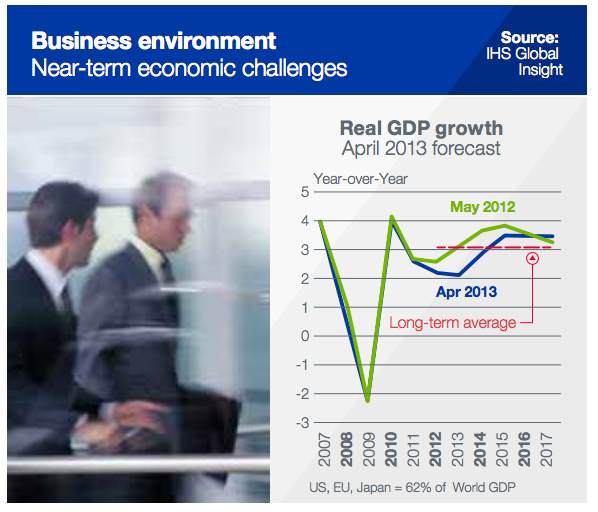 Business environment
Near-term economic challenges
Source:
IHS Global
Insight
Real GDP growth
April 2013 forecast
Year-over-Year
5
4
3
2
1
0
-1
-2
-3
May 2012
Apr 2013
Long-term average
2007
2008
2009
2010
2011
2012
2013
2014
2015
2016
2017
US, EU, Japan = 62% of World GDP